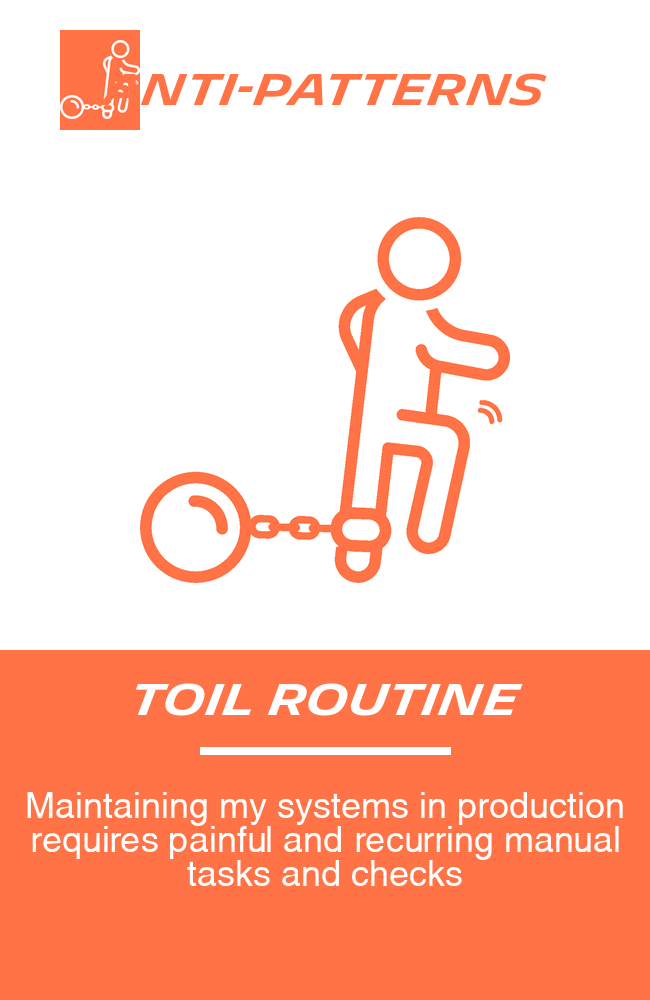 NTI-PATTERNS
TOIL ROUTINE
Maintaining my systems in production
requires painful and recurring manual
tasks and checks